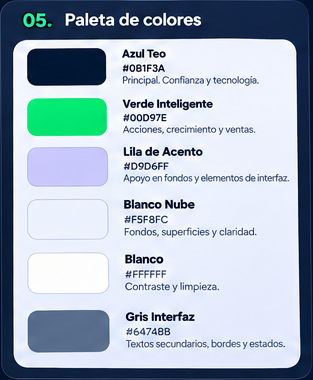 05. Paleta de colores
Azul Teo
#0B1F3A
Principal. Confianza y tecnología.
Verde Inteligente
#00D97E
Acciones, crecimiento y ventas.
Lila de Acento
#D9D6FF
Apoyo en fondos y elementos de interfaz.
Blanco Nube
#F5F8FC
Fondos, superficies y claridad.
Blanco
#FFFFFF
Contraste y limpieza.
Gris Interfaz
#64748B
Textos secundarios, bordes y estados.